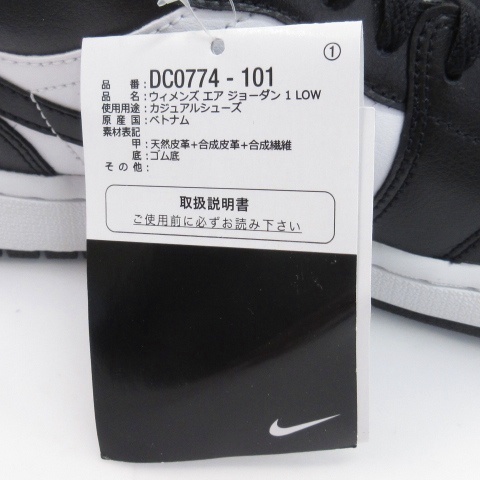 ①
品番：DC0774 - 101
品名：ウィメンズ エア ジョーダン 1 LOW
使用用途：カジュアルシューズ
原産国：ベトナム
素材表記
甲：天然皮革+合成皮革+合成繊維
底：ゴム底
その他：
取扱説明書
ご使用前に必ずお読み下さい